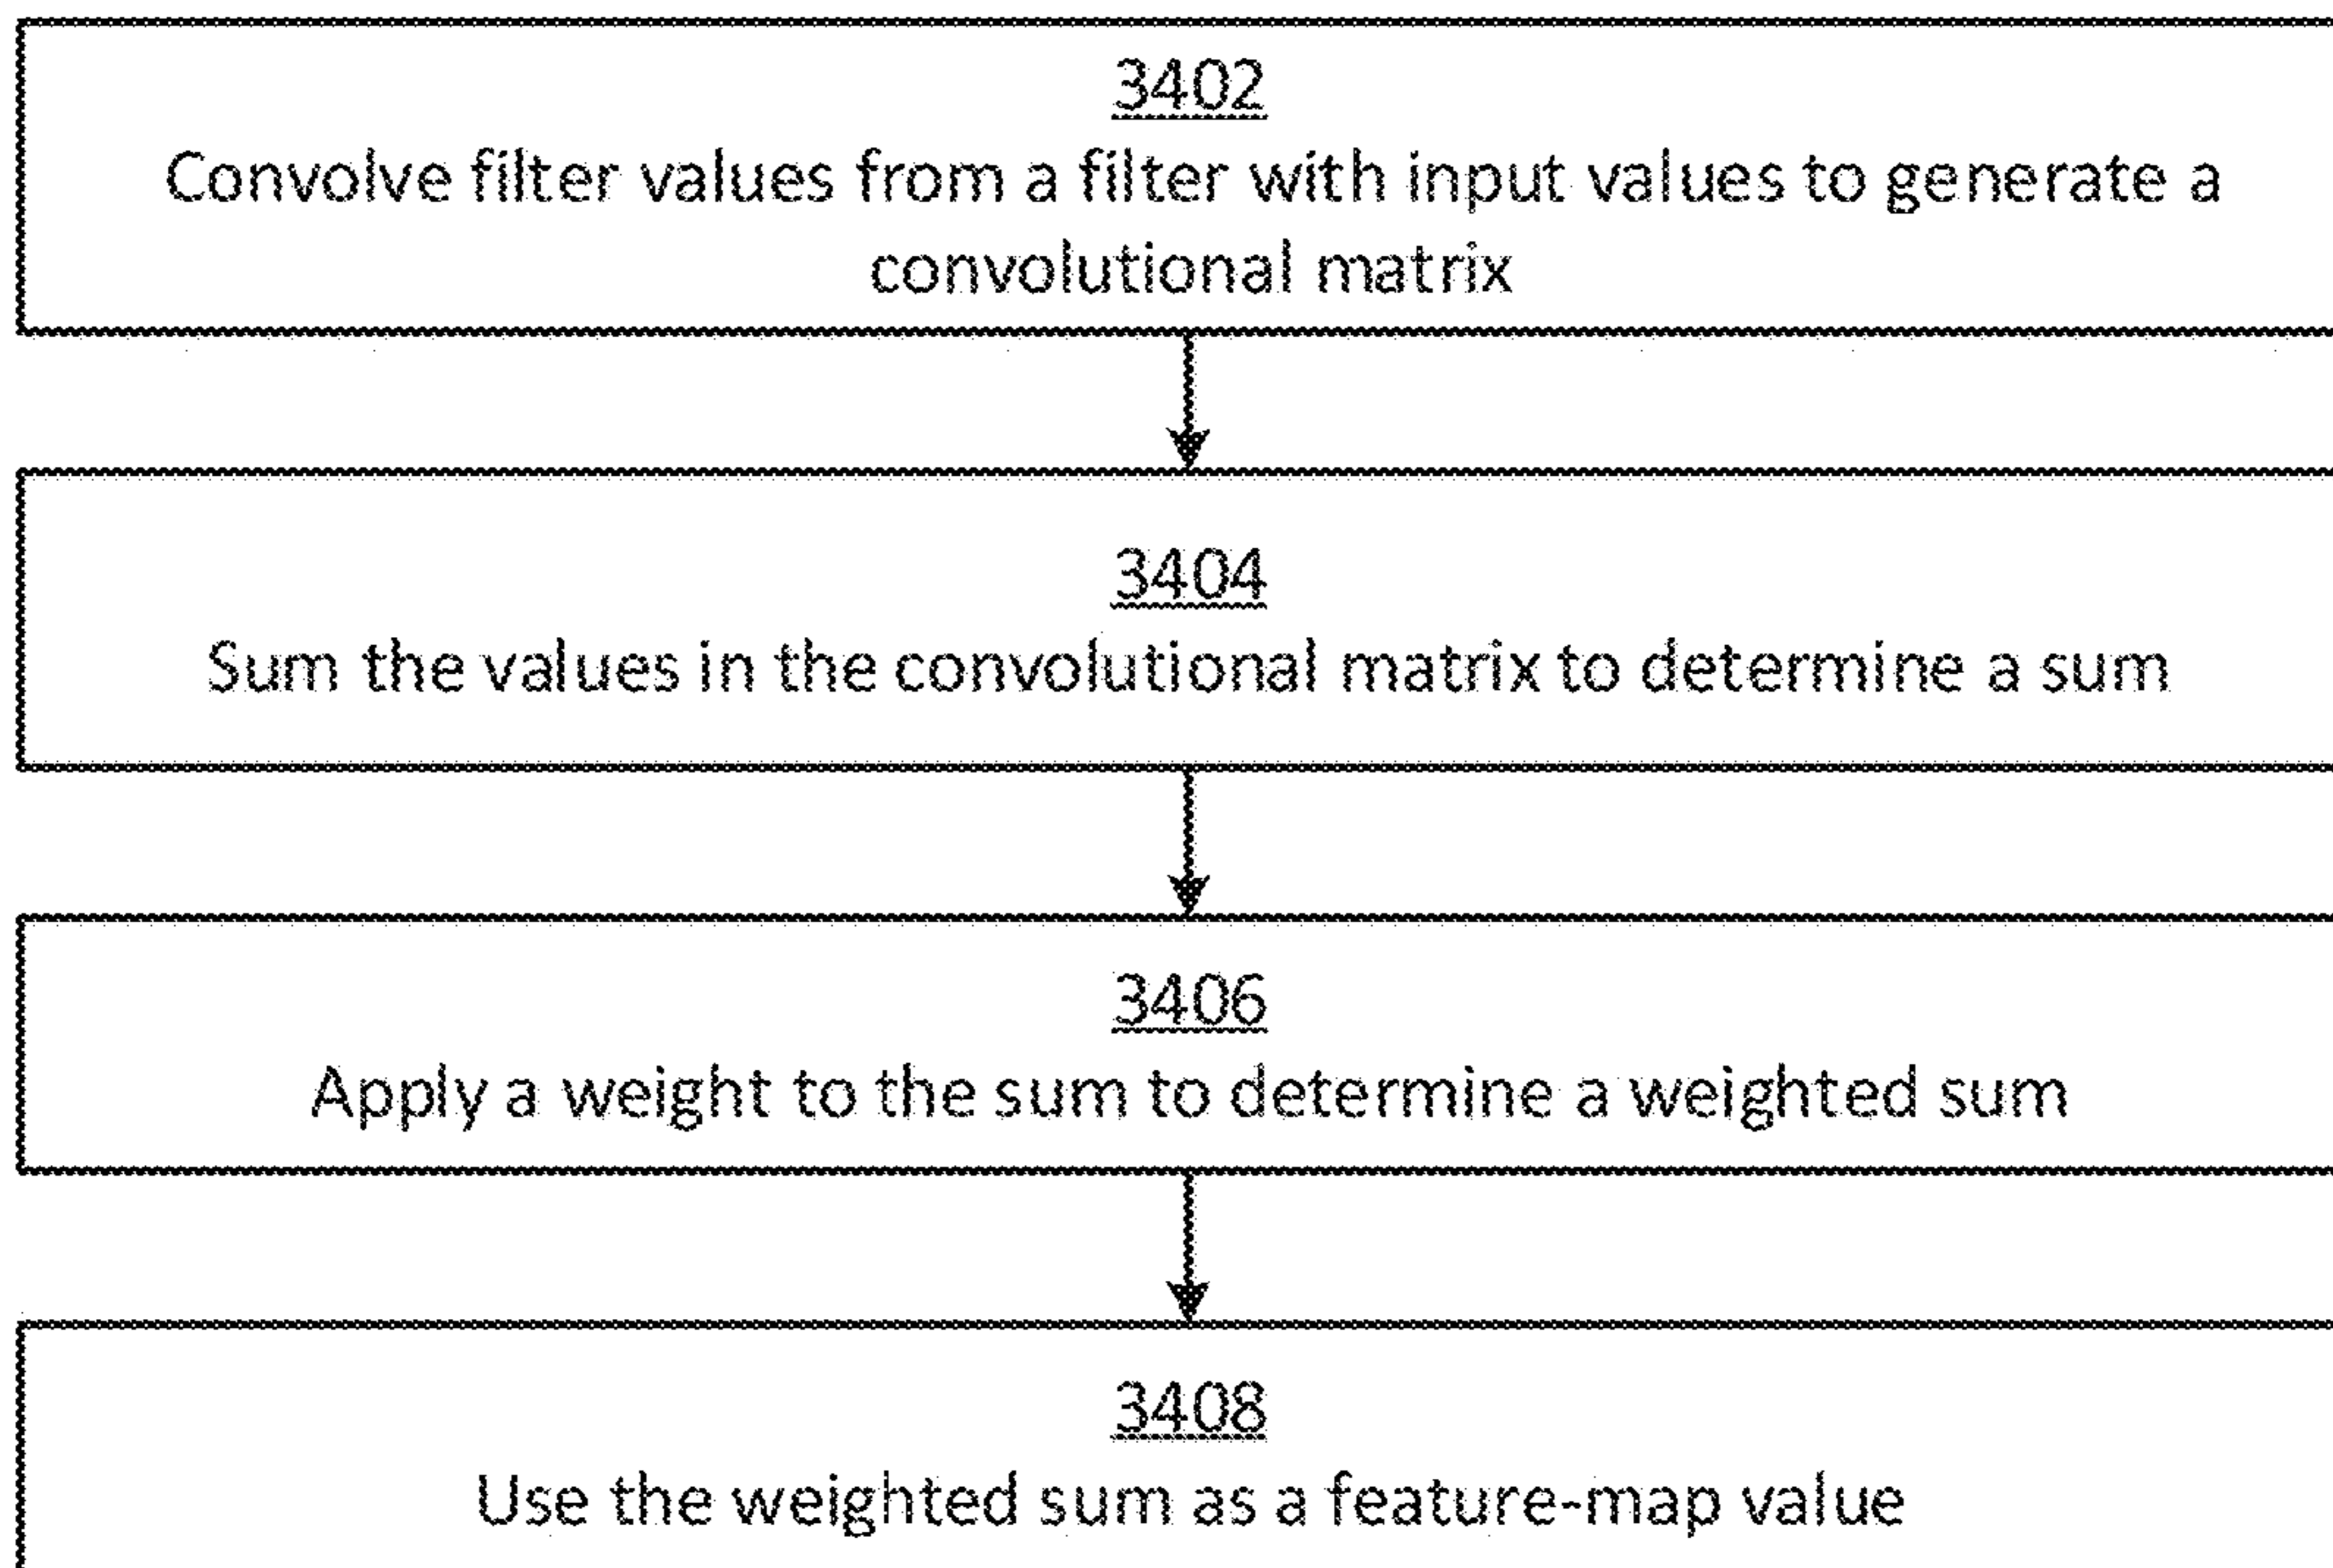 3402
Convolve filter values from a filter with input values to generate a
convolutional matrix
3404
Sum the values in the convolutional matrix to determine a sum
3406
Apply a weight to the sum to determine a weighted sum
3408
Use the weighted sum as a feature-map value